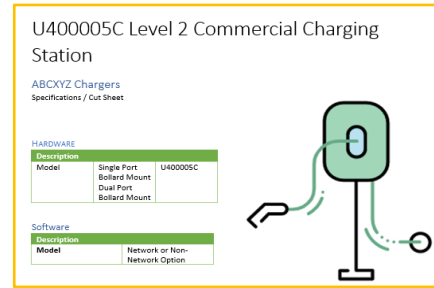 U400005C Level 2 Commercial Charging
Station
ABCXYZ Chargers
Specifications / Cut Sheet
HARDWARE
Description
Model Single Port U400005C
Bollard Mount
Dual Port
Bollard Mount
Software
Description
Model Network or Non-
Network Option